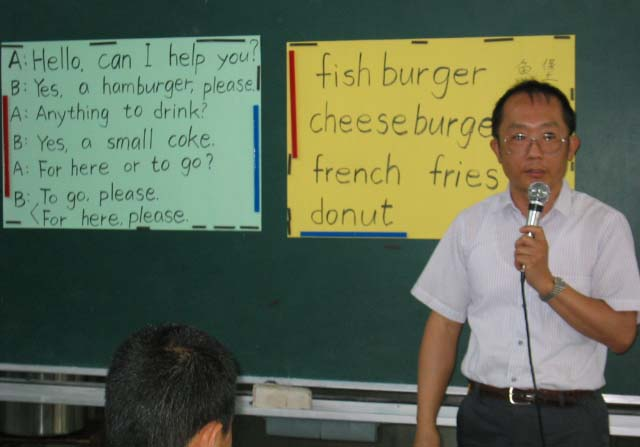 A: Hello, can I help you?
B: Yes, a hamburger, please.
A: Anything to drink?
B: Yes, a small coke.
A: For here or to go?
B: To go, please.
<For here, please.
fish burger
魚堡
cheeseburge
french fries
donut